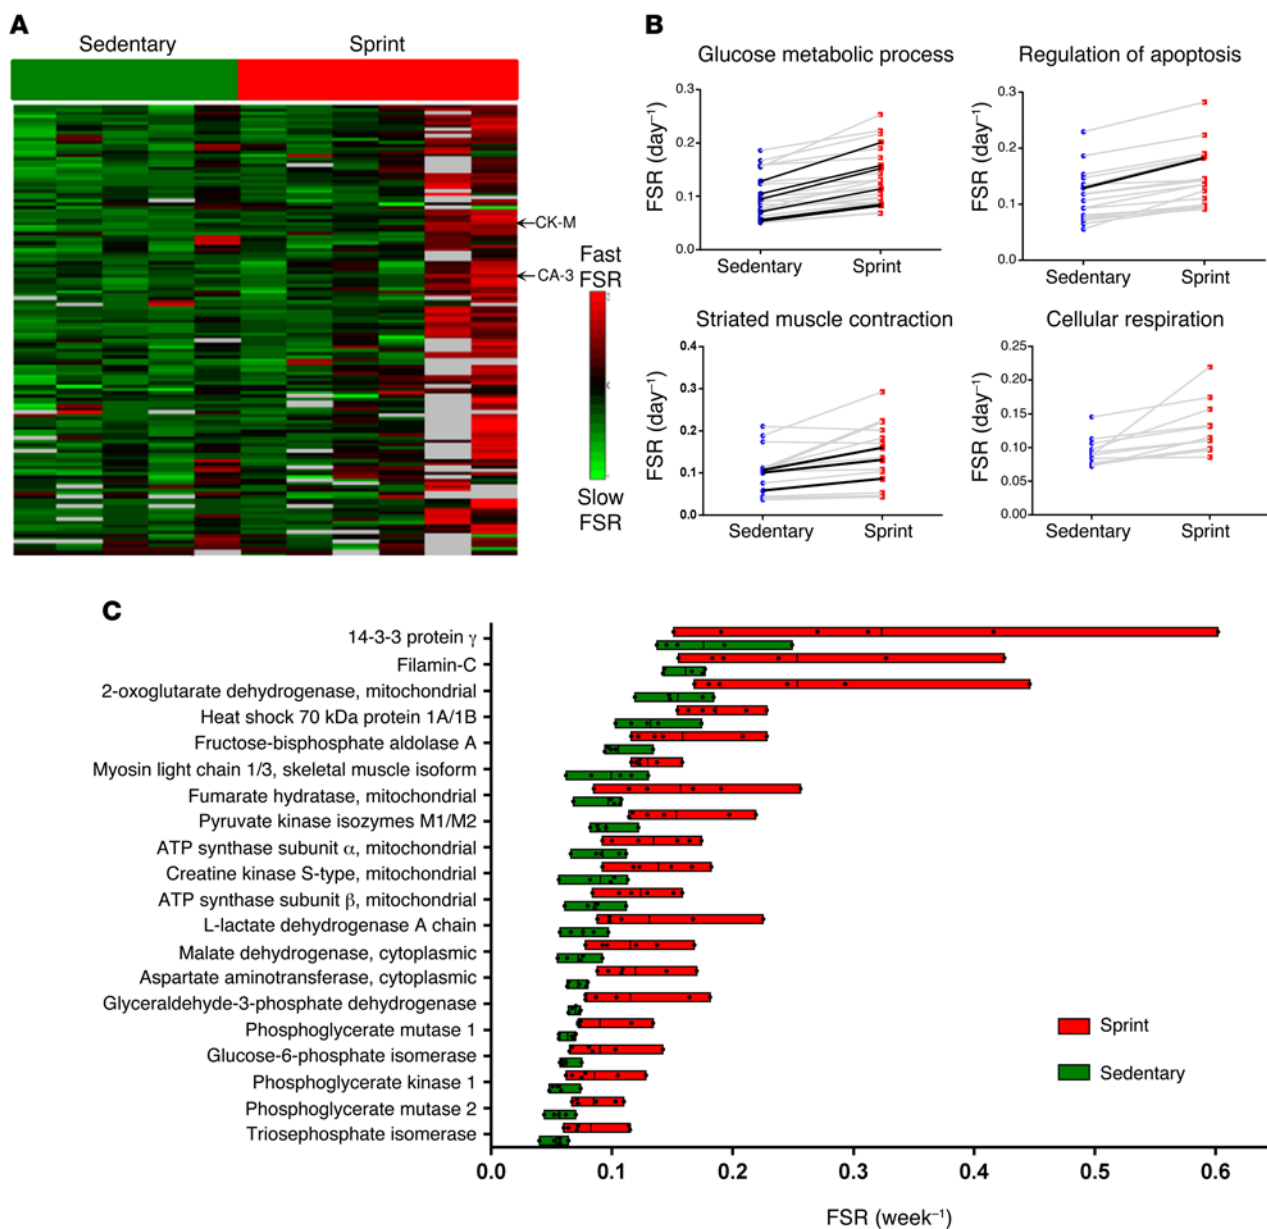 A
Sedentary Sprint
CK-M
CA-3
Fast
FSR
Slow
FSR
B
Glucose metabolic process
FSR (day⁻¹)
0.3
0.2
0.1
0.0
Sedentary Sprint
Regulation of apoptosis
FSR (day⁻¹)
0.3
0.2
0.1
0.0
Sedentary Sprint
Striated muscle contraction
FSR (day⁻¹)
0.4
0.3
0.2
0.1
0.0
Sedentary Sprint
Cellular respiration
FSR (day⁻¹)
0.25
0.20
0.15
0.10
0.05
0.00
Sedentary Sprint
C
14-3-3 protein γ
Filamin-C
2-oxoglutarate dehydrogenase, mitochondrial
Heat shock 70 kDa protein 1A/1B
Fructose-bisphosphate aldolase A
Myosin light chain 1/3, skeletal muscle isoform
Fumarate hydratase, mitochondrial
Pyruvate kinase isozymes M1/M2
ATP synthase subunit α, mitochondrial
Creatine kinase S-type, mitochondrial
ATP synthase subunit β, mitochondrial
L-lactate dehydrogenase A chain
Malate dehydrogenase, cytoplasmic
Aspartate aminotransferase, cytoplasmic
Glyceraldehyde-3-phosphate dehydrogenase
Phosphoglycerate mutase 1
Glucose-6-phosphate isomerase
Phosphoglycerate kinase 1
Phosphoglycerate mutase 2
Triosephosphate isomerase
Sprint
Sedentary
0.0 0.1 0.2 0.3 0.4 0.5 0.6
FSR (week⁻¹)